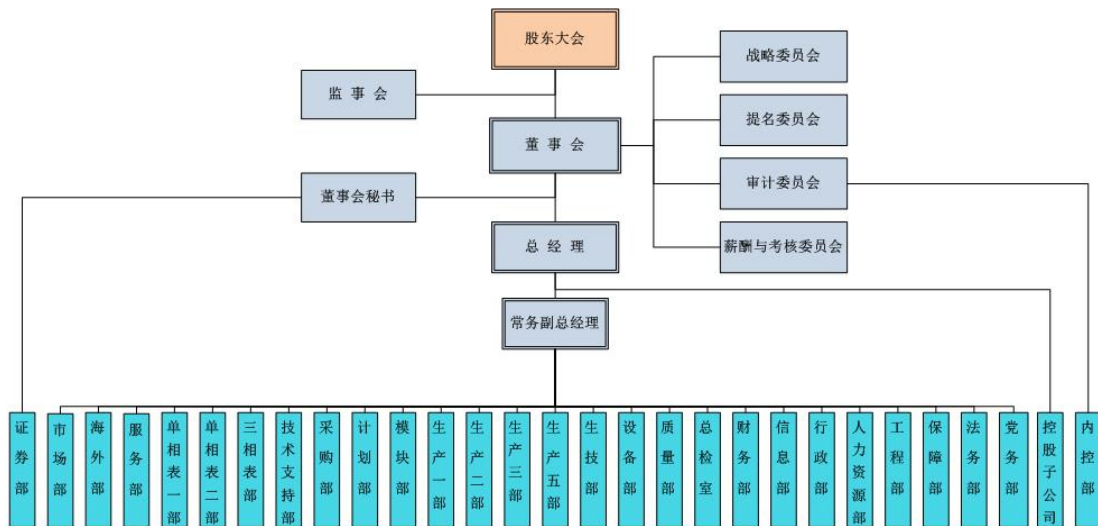 股东大会
战略委员会
监事会
提名委员会
董事会
审计委员会
董事会秘书
总经理
薪酬与考核委员会
常务副总经理
证券部
市场部
海外部
服务部
单相表一部
单相表二部
三相表部
技术支持部
采购部
计划部
模块部
生产一部
生产二部
生产三部
生产五部
生技部
设备部
质量部
总检室
财务部
信息部
行政部
人力资源部
工程部
保障部
法务部
党务部
控股子公司
内控部